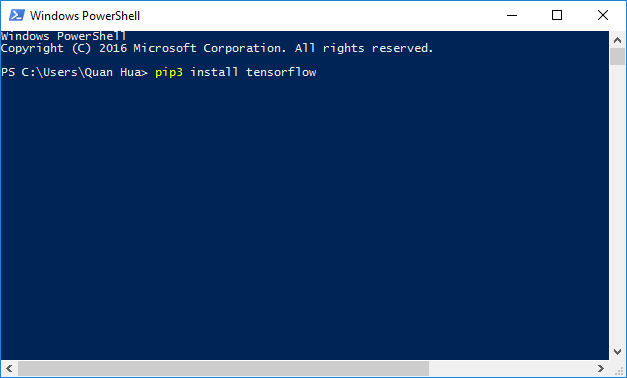 Windows PowerShell
Windows PowerShell
Copyright (C) 2016 Microsoft Corporation. All rights reserved.
PS C:\Users\Quan Hua> pip3 install tensorflow